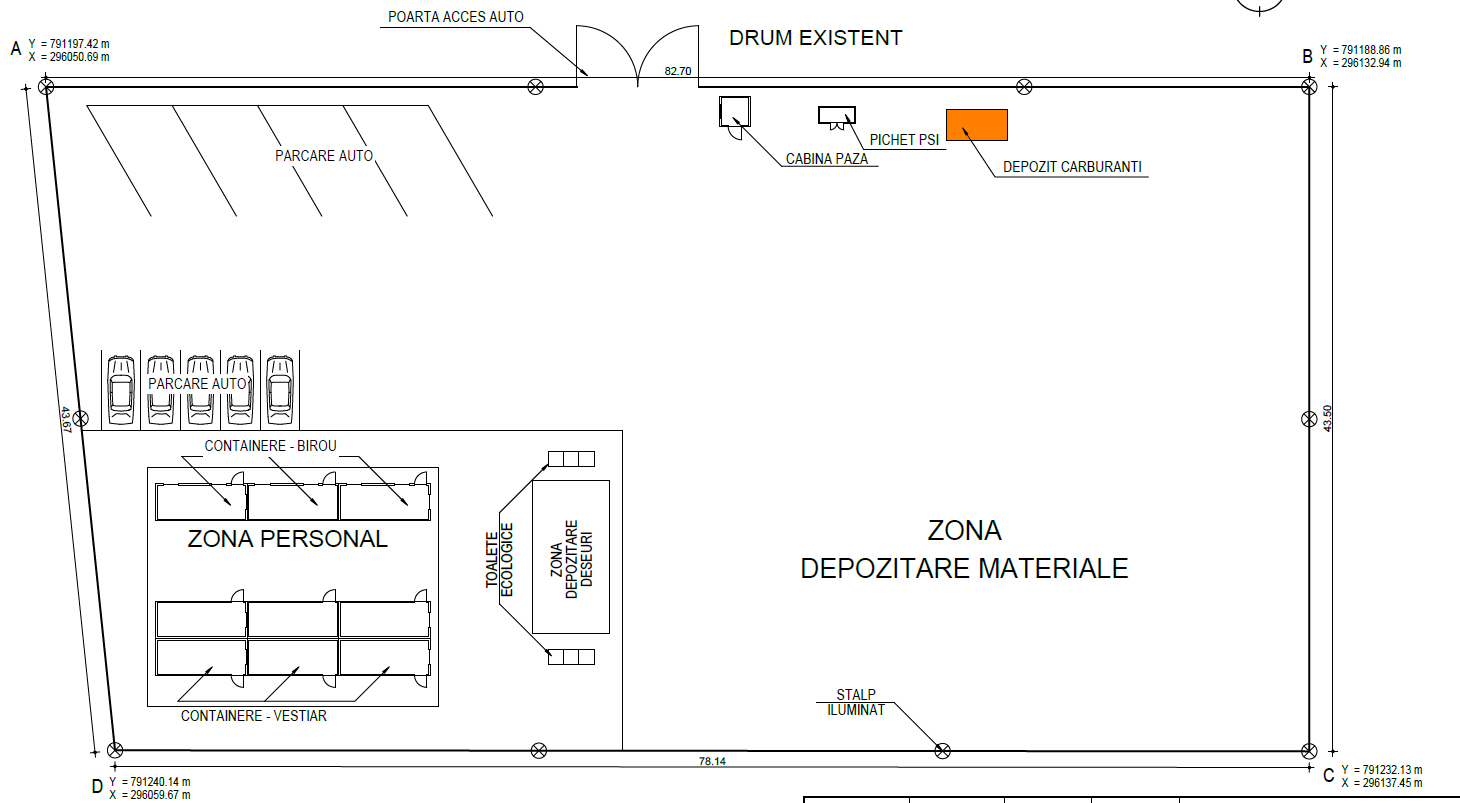 POARTA ACCES AUTO
DRUM EXISTENT
A
Y = 791197.42 m
X = 296050.69 m
B
Y = 791188.86 m
X = 296132.94 m
82.70
PARCARE AUTO
CABINA PAZA
PICHET PSI
DEPOZIT CARBURANTI
PARCARE AUTO
43.67
43.50
CONTAINERE - BIROU
ZONA PERSONAL
TOALETE
ECOLOGICE
ZONA
DEPOZITARE
DESEURI
ZONA
DEPOZITARE MATERIALE
CONTAINERE - VESTIAR
STALP
ILUMINAT
78.14
D
Y = 791240.14 m
X = 296059.67 m
C
Y = 791232.13 m
X = 296137.45 m